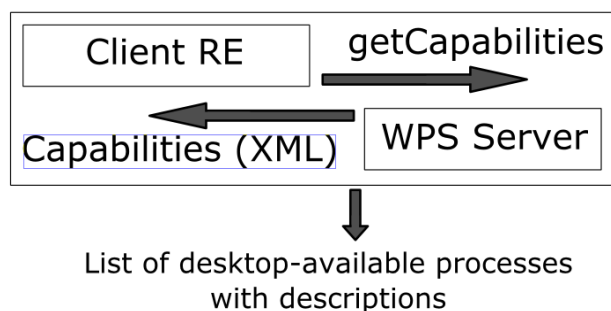 Client RE
getCapabilities
Capabilities (XML)
WPS Server
List of desktop-available processes
with descriptions